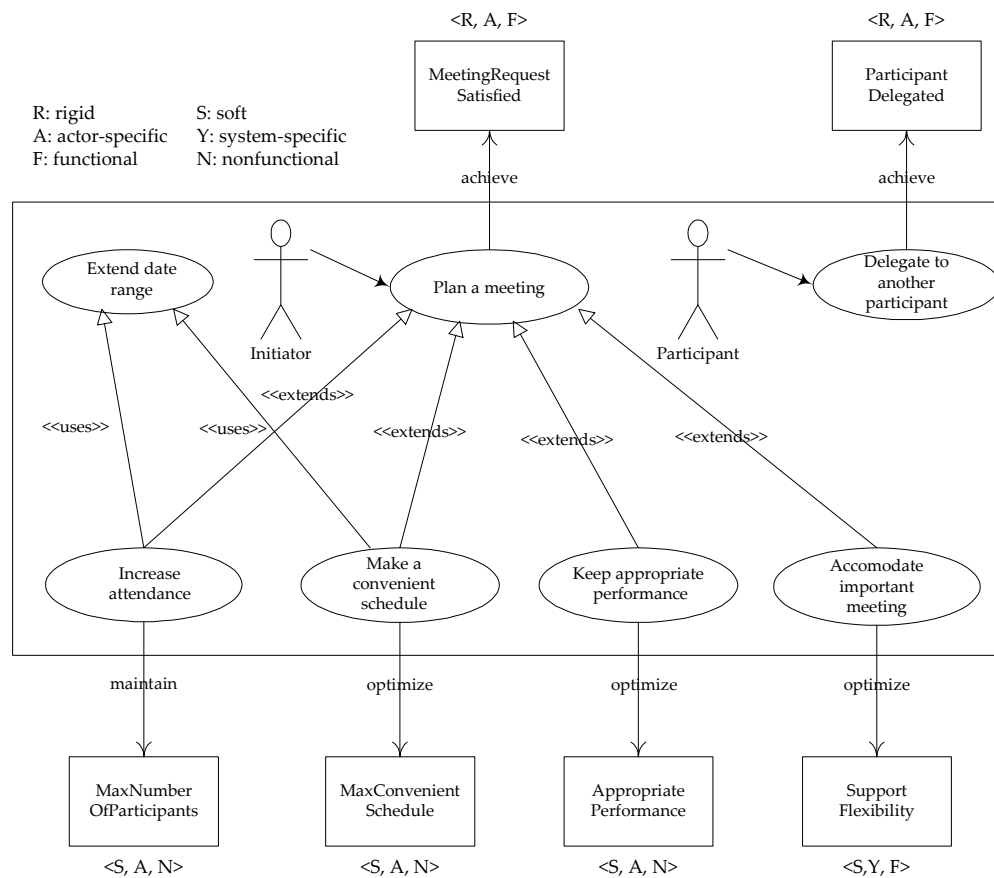 <R, A, F>
<R, A, F>
MeetingRequest
Satisfied
Participant
Delegated
R: rigid
S: soft
A: actor-specific
Y: system-specific
F: functional
N: nonfunctional
achieve
achieve
Extend date
range
Plan a meeting
Delegate to
another
participant
Initiator
Participant
<<extends>>
<<uses>>
<<uses>>
<<extends>>
<<extends>>
<<extends>>
Increase
attendance
Make a
convenient
schedule
Keep appropriate
performance
Accomodate
important
meeting
maintain
optimize
optimize
optimize
MaxNumber
OfParticipants
MaxConvenient
Schedule
Appropriate
Performance
Support
Flexibility
<S, A, N>
<S, A, N>
<S, A, N>
<S,Y, F>